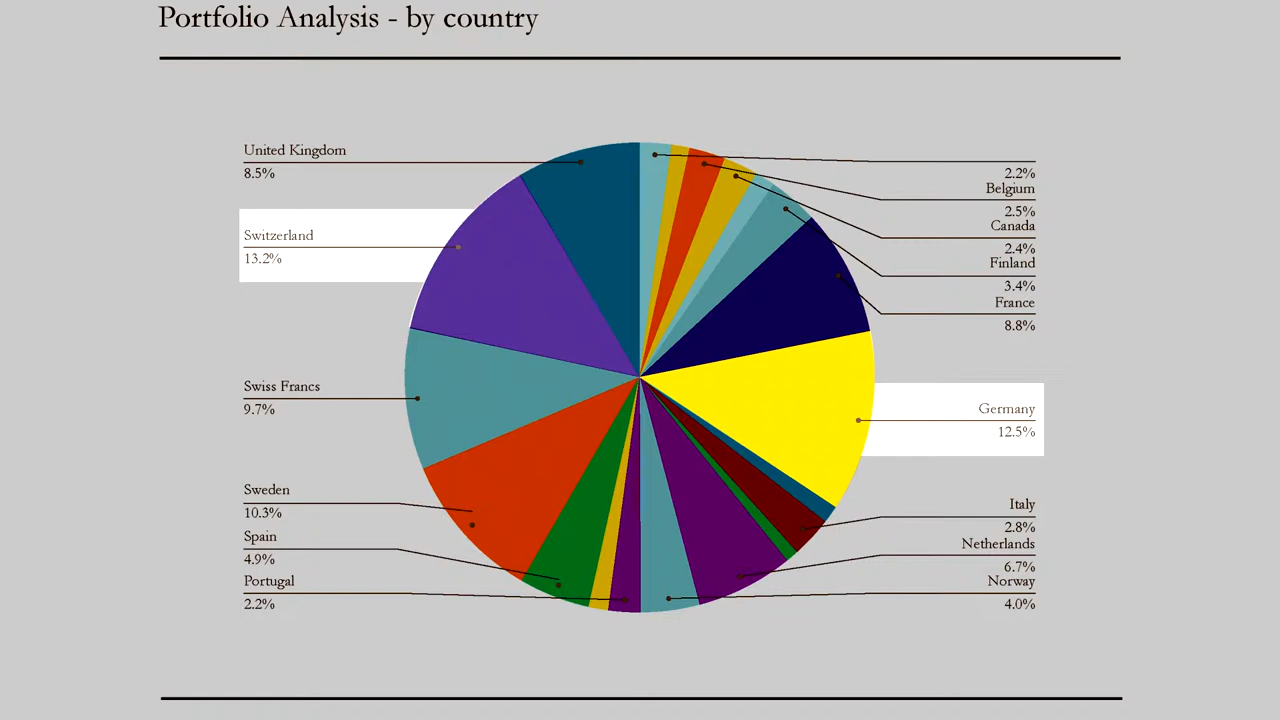 Portfolio Analysis - by country
United Kingdom
8.5%
Switzerland
13.2%
Swiss Francs
9.7%
Sweden
10.3%
Spain
4.9%
Portugal
2.2%
2.2%
Belgium
2.5%
Canada
2.4%
Finland
3.4%
France
8.8%
Germany
12.5%
Italy
2.8%
Netherlands
6.7%
Norway
4.0%